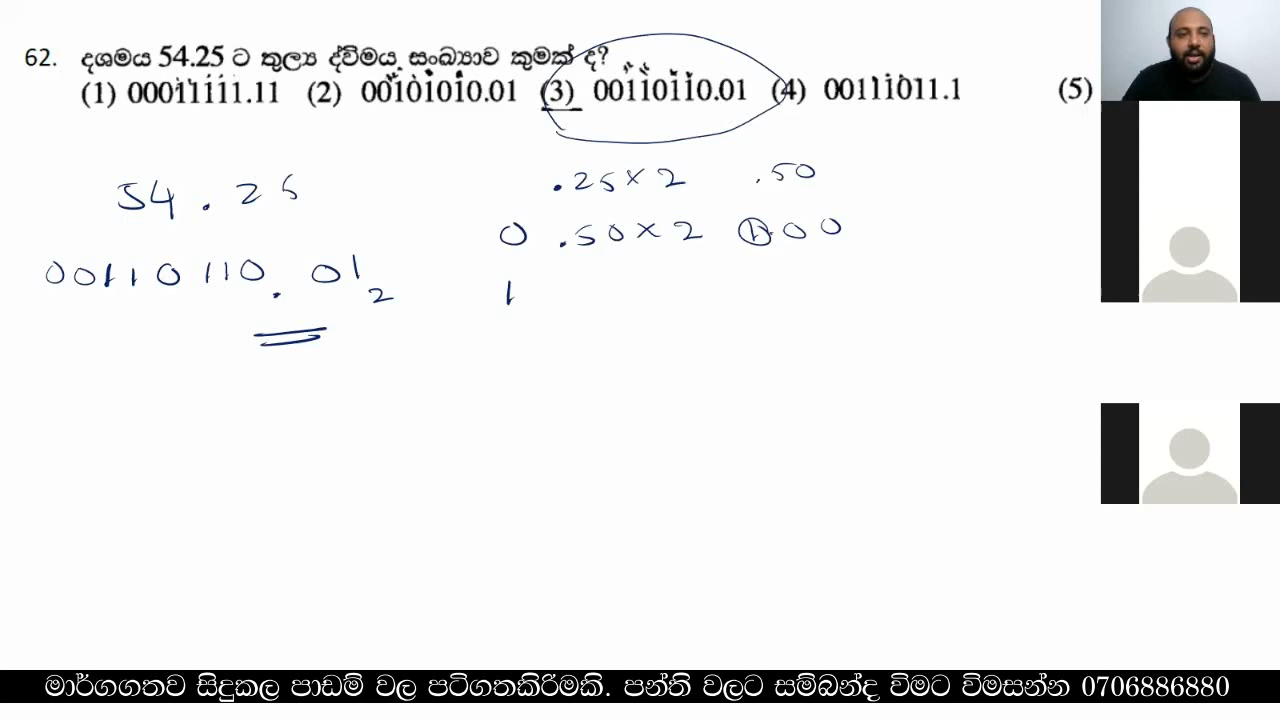 62. දශමය 54.25 ට තුල්‍ය ද්විමය සංඛ්‍යාව කුමක් ද?
(1) 00011111.11 (2) 00101010.01 (3) 00110110.01 (4) 00111011.1 (5)
54.25
.25×2 .50
0 .50×2 1.00
00110110.01₂
1
මාර්ගගතව සිදුකල පාඩම් වල පටිගතකිරිමකි. පන්ති වලට සම්බන්ද විමට විමසන්න 0706886880